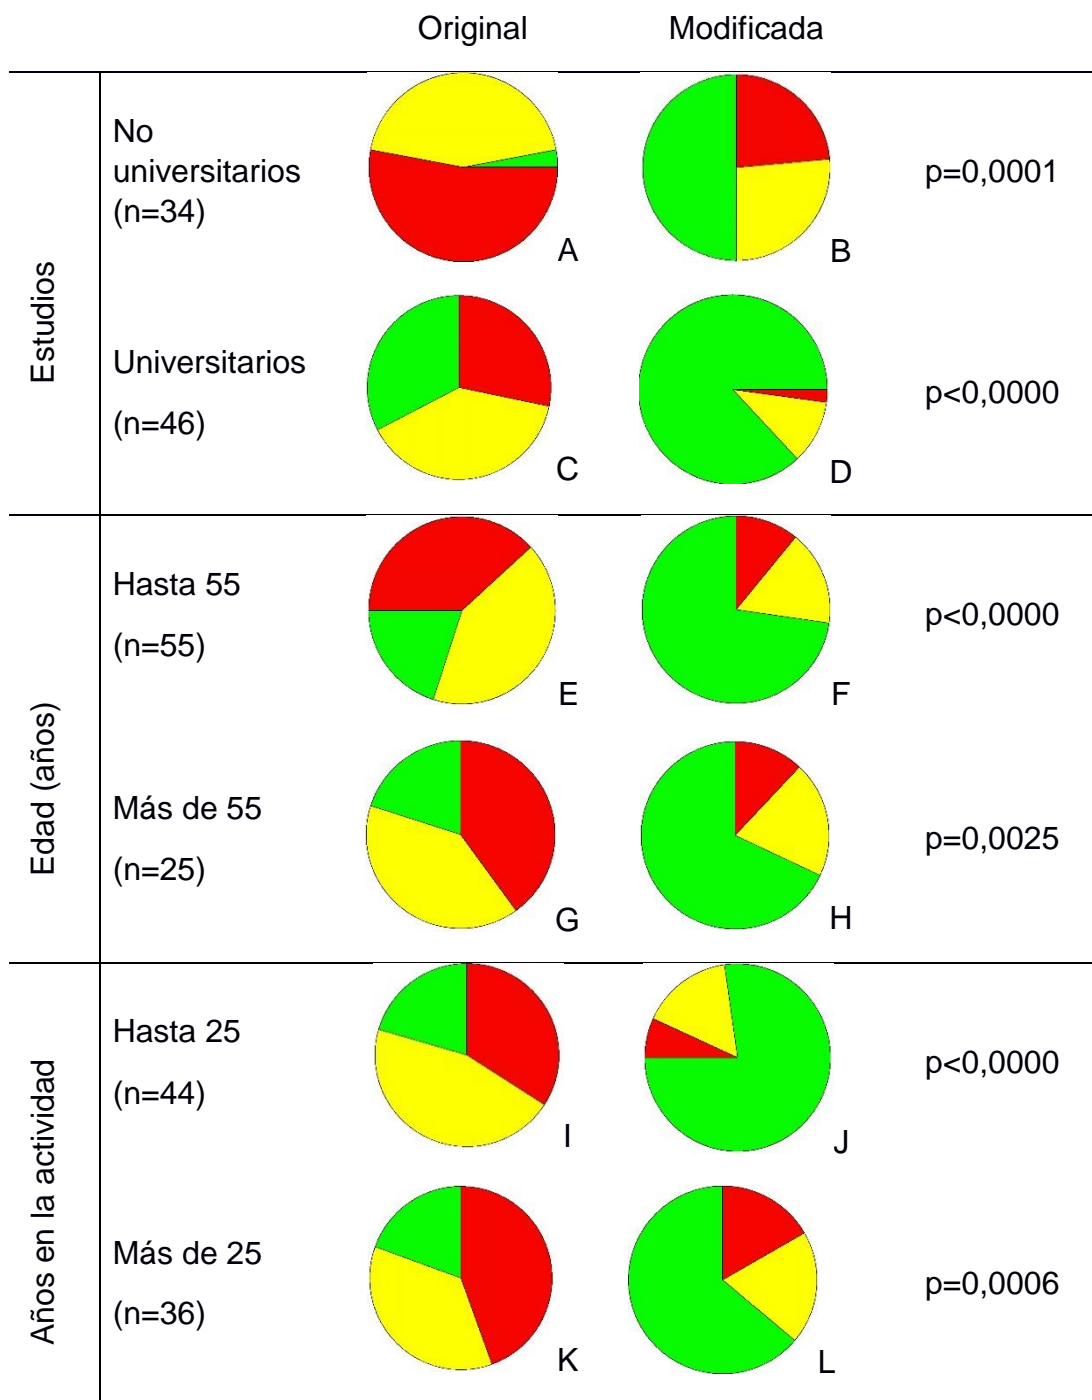 Original Modificada
Estudios
No
universitarios
(n=34)
A
B
p=0,0001
Universitarios
(n=46)
C
D
p<0,0000
Edad (años)
Hasta 55
(n=55)
E
F
p<0,0000
Más de 55
(n=25)
G
H
p=0,0025
Años en la actividad
Hasta 25
(n=44)
I
J
p<0,0000
Más de 25
(n=36)
K
L
p=0,0006